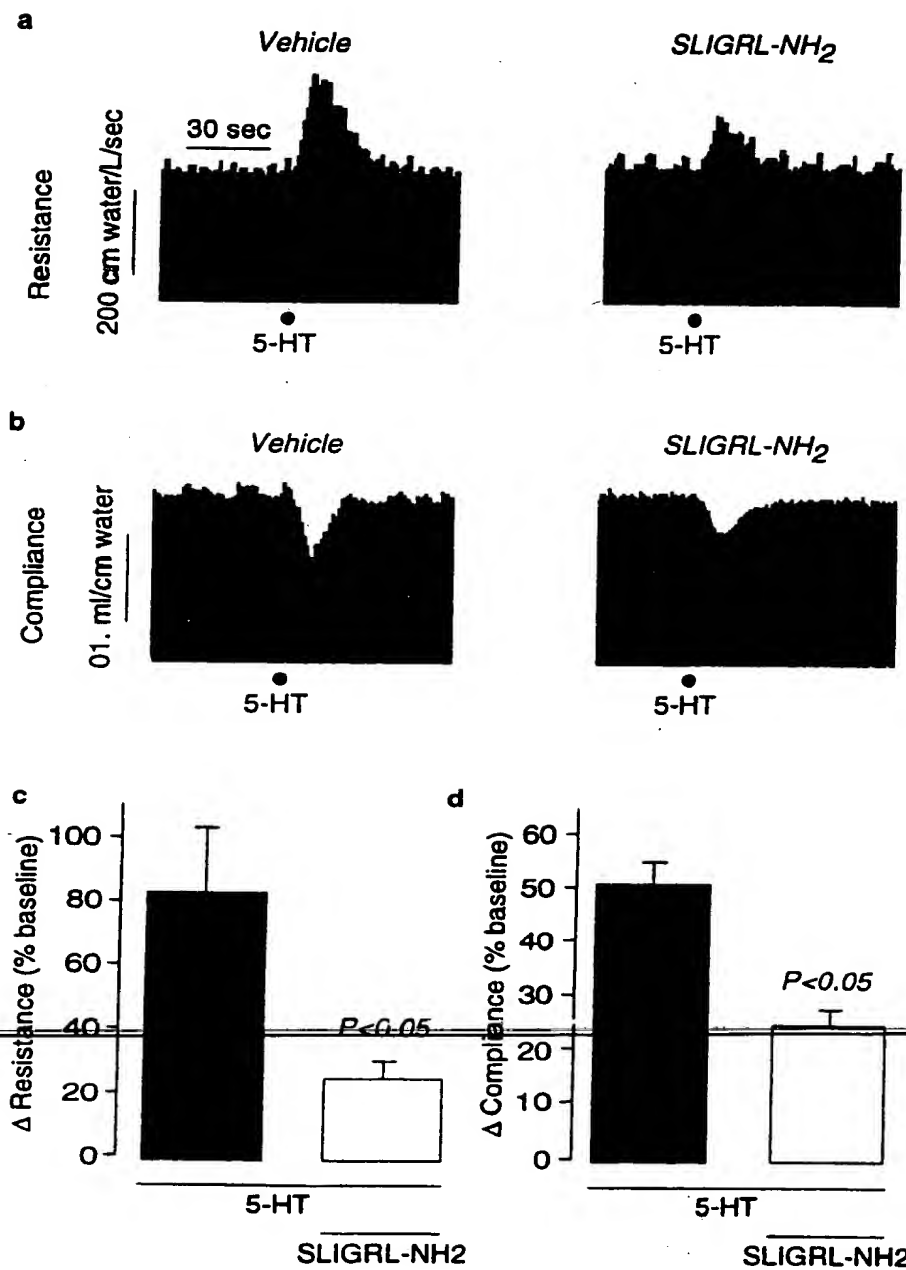 a
Vehicle
SLIGRL-NH2
30 sec
Resistance
200 cm water/L/sec
5-HT
5-HT
b
Vehicle
SLIGRL-NH2
Compliance
01. ml/cm water
5-HT
5-HT
c
Δ Resistance (% baseline)
100
80
60
40
20
0
P<0.05
5-HT
SLIGRL-NH2
d
Δ Compliance (% baseline)
60
50
40
30
20
10
0
P<0.05
5-HT
SLIGRL-NH2